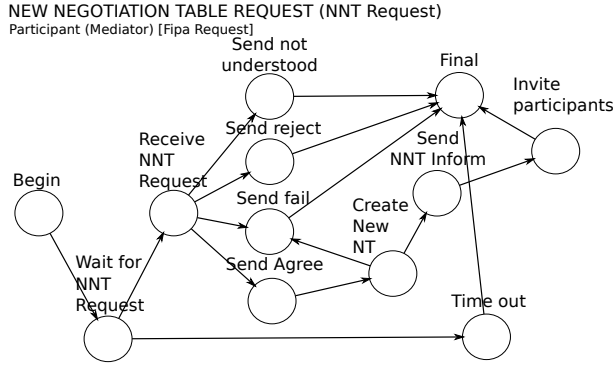 NEW NEGOTIATION TABLE REQUEST (NNT Request)
Participant (Mediator) [Fipa Request]
Send not
understood
Final
Invite
participants
Receive
NNT
Request
Send reject
Send
NNT Inform
Begin
Send fail
Create
New
NT
Wait for
NNT
Request
Send Agree
Time out